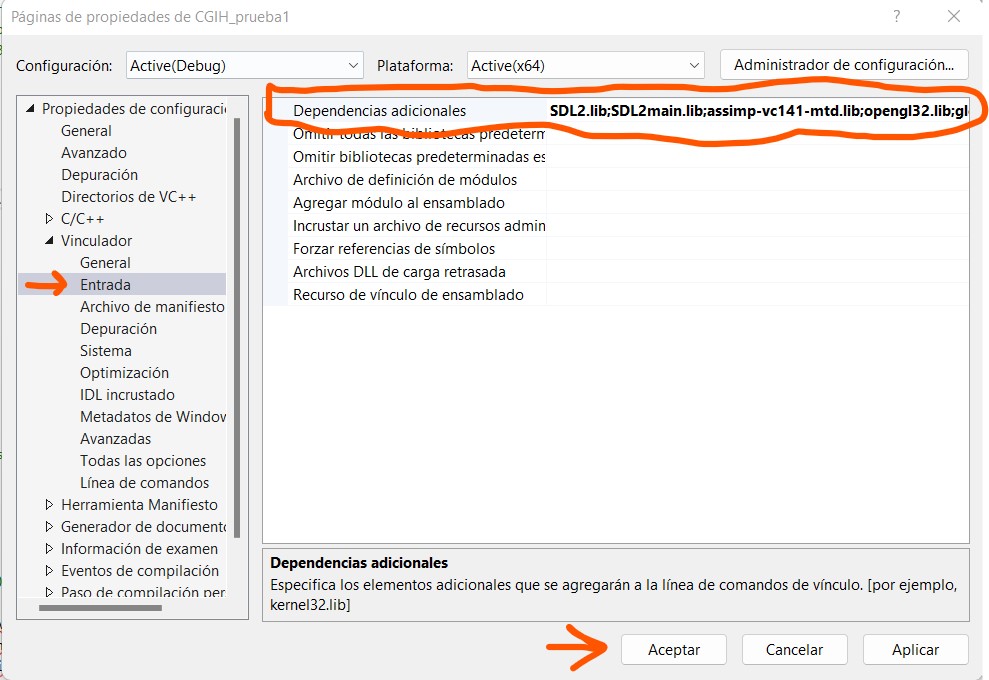 Páginas de propiedades de CGIH_prueba1
?
Configuración: Active(Debug) Plataforma: Active(x64) Administrador de configuración...
Propiedades de configuraci
General
Avanzado
Depuración
Directorios de VC++
C/C++
Vinculador
General
Entrada
Archivo de manifiesto
Depuración
Sistema
Optimización
IDL incrustado
Metadatos de Window
Avanzadas
Todas las opciones
Línea de comandos
Herramienta Manifiesto
Generador de documento
Información de examen
Eventos de compilación
Paso de compilación per
Dependencias adicionales SDL2.lib;SDL2main.lib;assimp-vc141-mtd.lib;opengl32.lib;gl
Omitir todas las bibliotecas predeterm
Omitir bibliotecas predeterminadas es
Archivo de definición de módulos
Agregar módulo al ensamblado
Incrustar un archivo de recursos admin
Forzar referencias de símbolos
Archivos DLL de carga retrasada
Recurso de vínculo de ensamblado
Dependencias adicionales
Especifica los elementos adicionales que se agregarán a la línea de comandos de vínculo. [por ejemplo,
kernel32.lib]
Aceptar Cancelar Aplicar